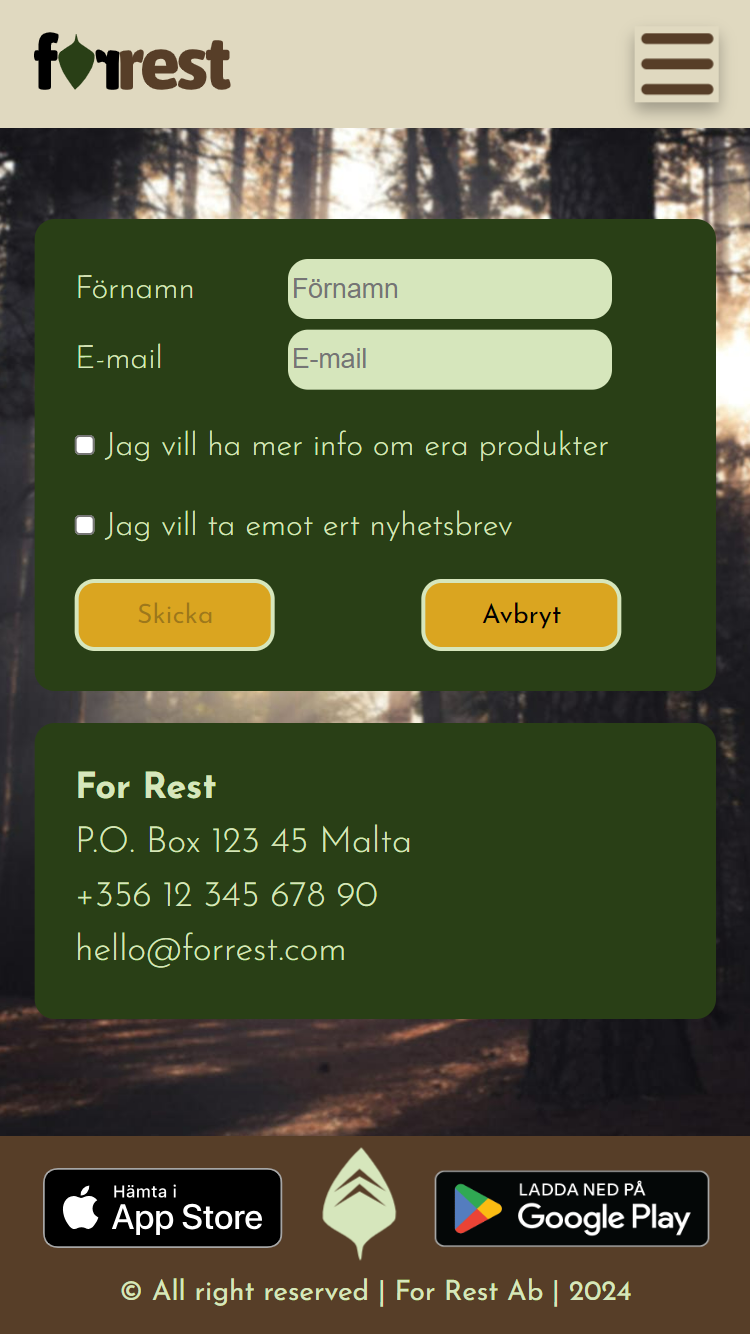 forrest
Förnamn Förnamn
E-mail E-mail
Jag vill ha mer info om era produkter
Jag vill ta emot ert nyhetsbrev
Skicka Avbryt
For Rest
P.O. Box 123 45 Malta
+356 12 345 678 90
hello@forrest.com
Hämta i
App Store
LADDA NED PÅ
Google Play
© All right reserved | For Rest Ab | 2024